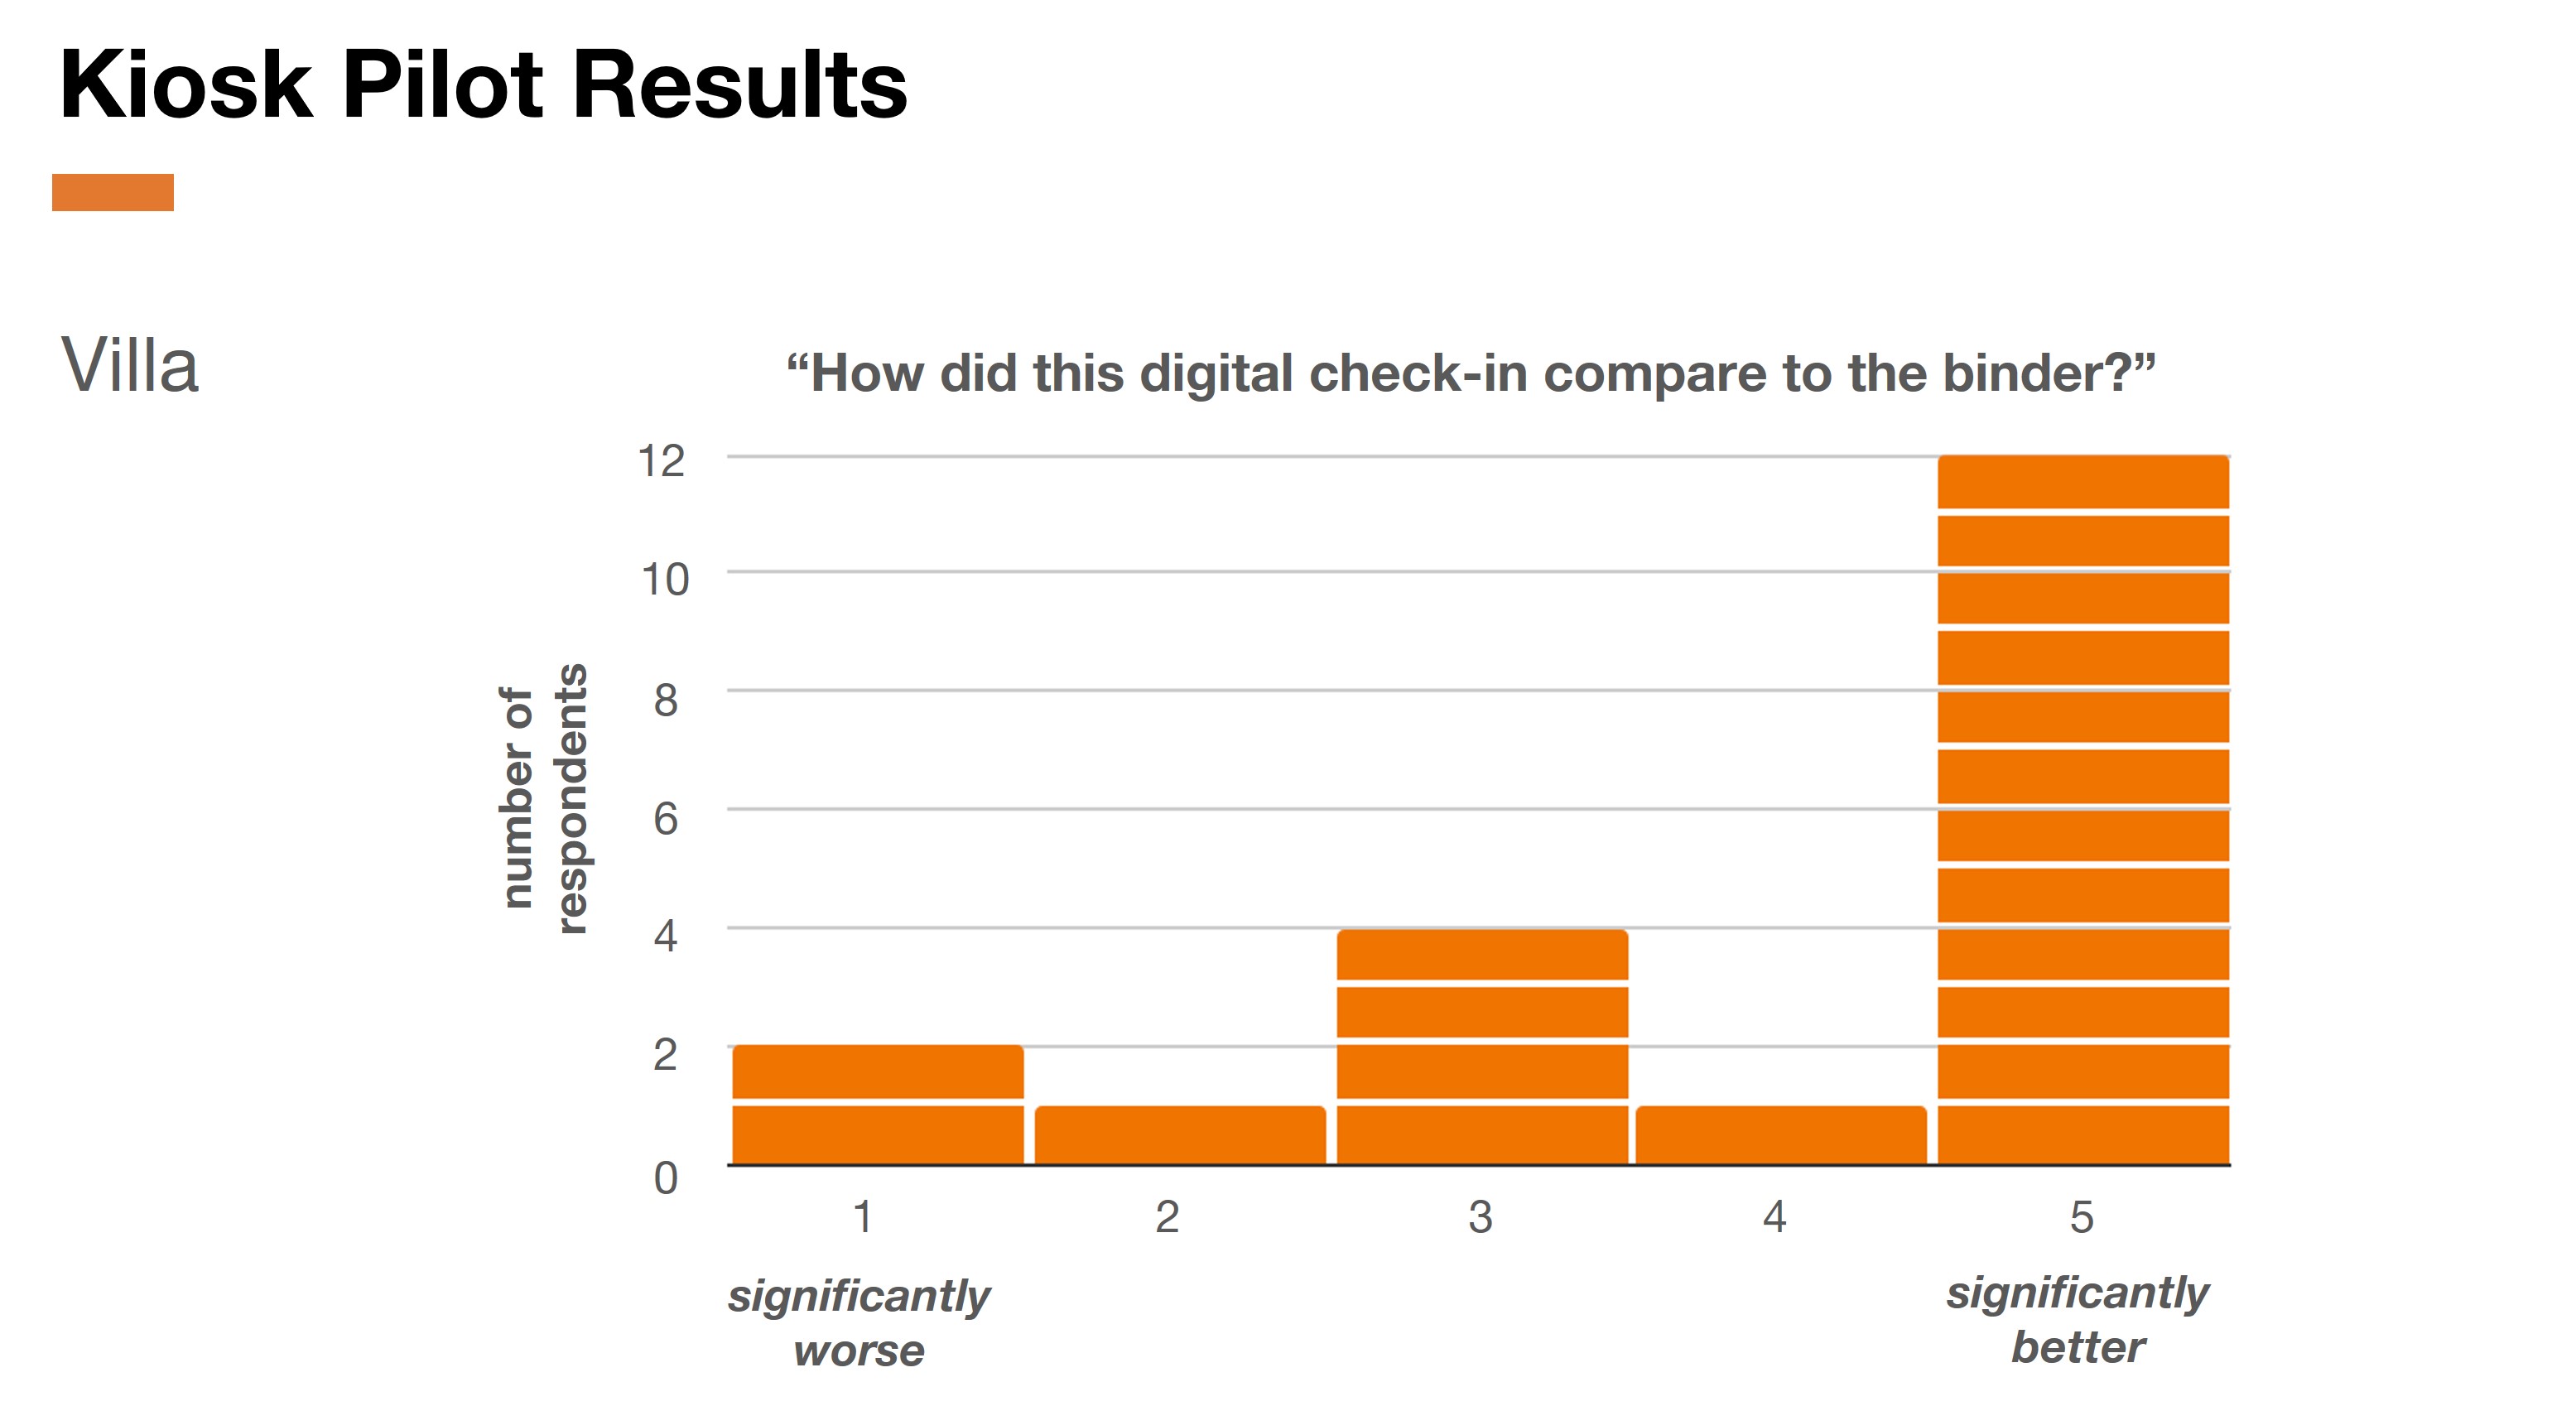 Kiosk Pilot Results
Villa
“How did this digital check-in compare to the binder?”
number of
respondents
12
10
8
6
4
2
0
1
2
3
4
5
significantly
worse
significantly
better